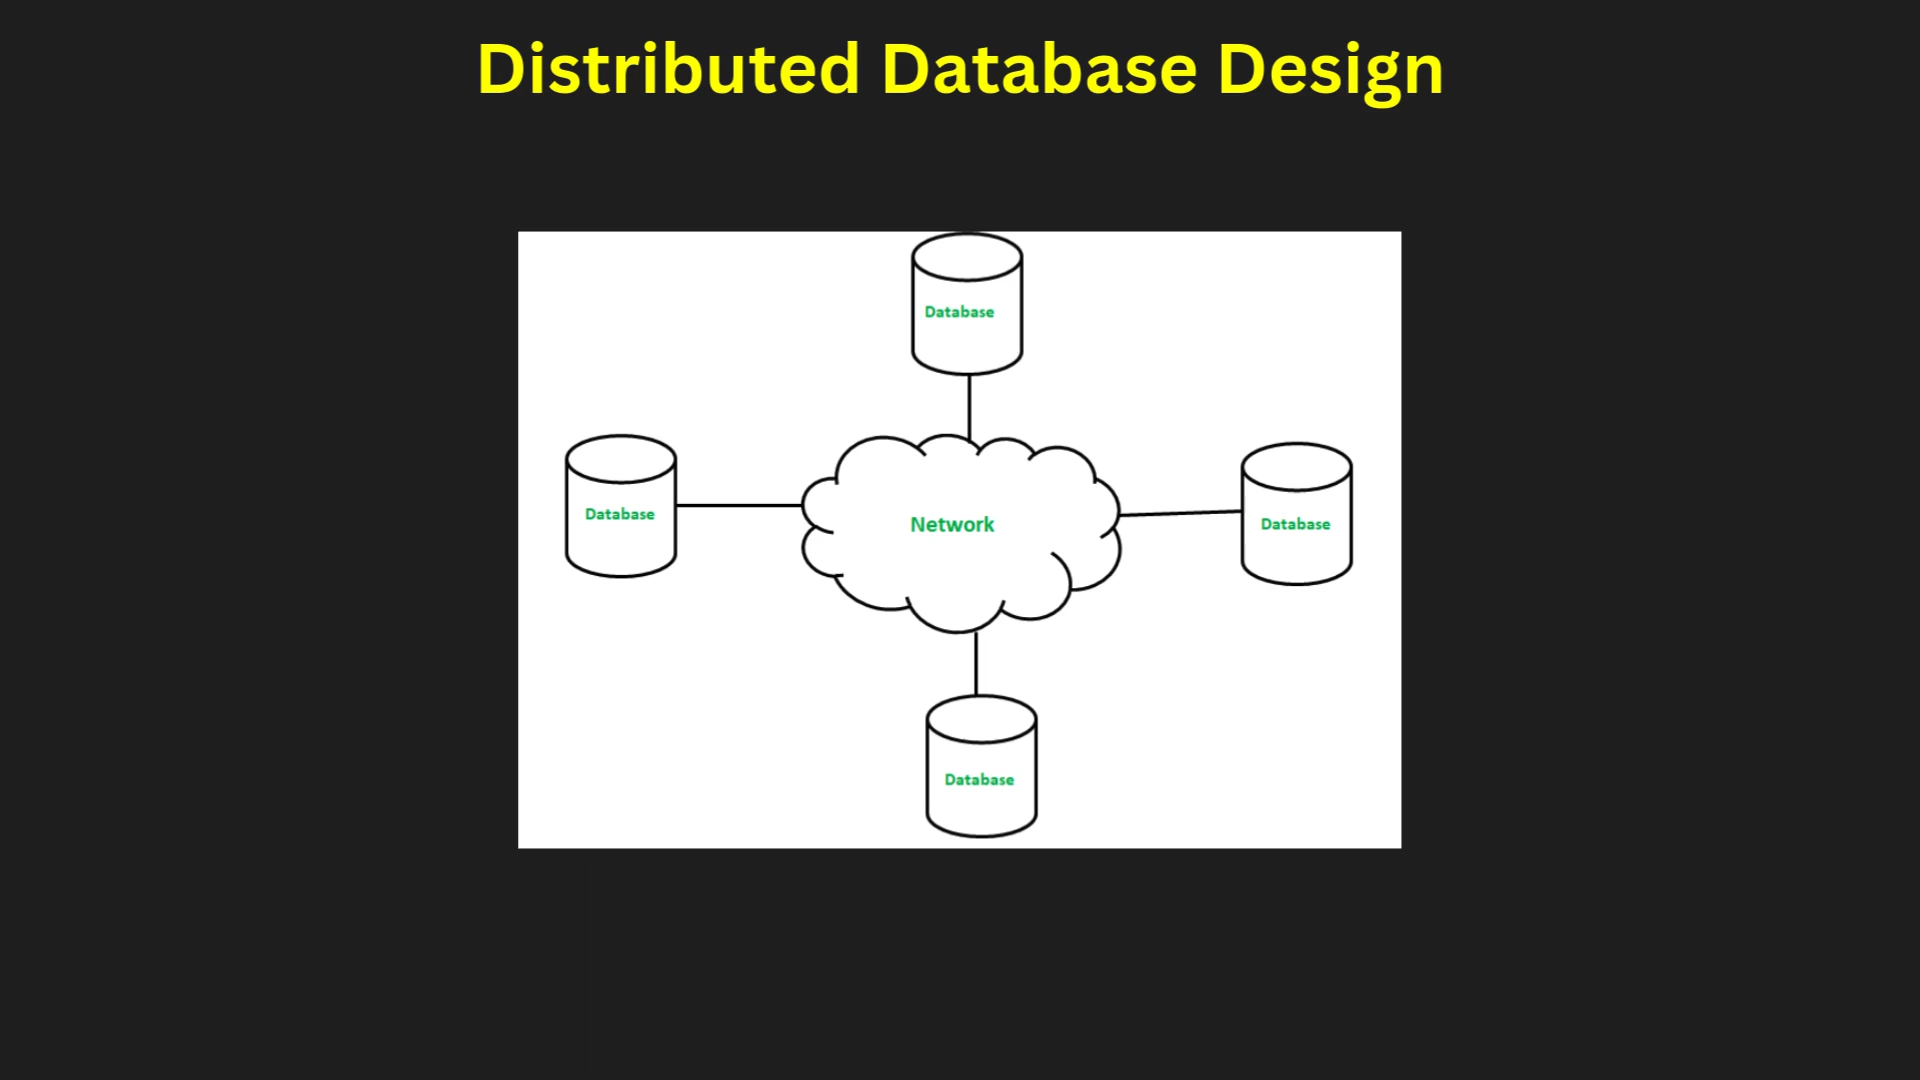 Distributed Database Design
Database
Database
Network
Database
Database